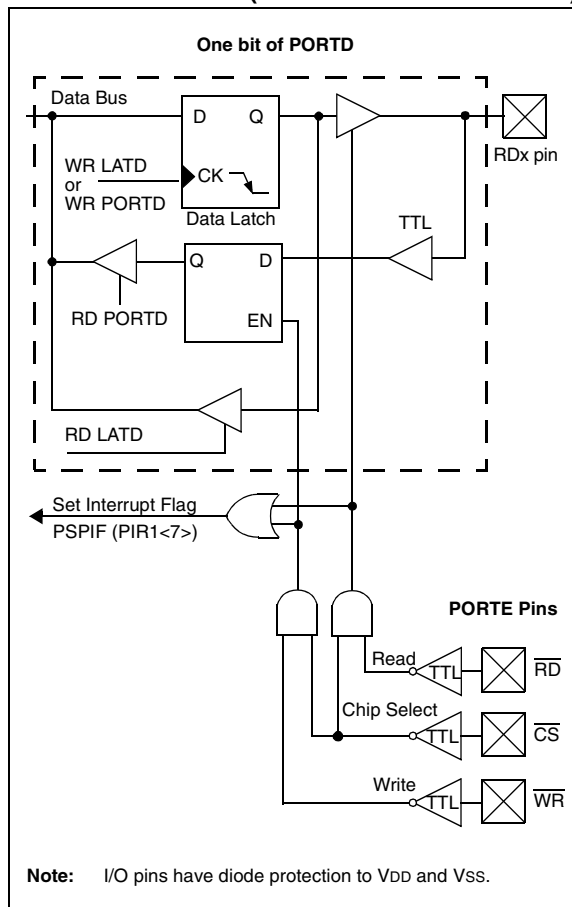 One bit of PORTD
Data Bus
D Q
RDx pin
WR LATD
or
WR PORTD
CK
Data Latch
TTL
Q D
RD PORTD
EN
RD LATD
Set Interrupt Flag
PSPIF (PIR1<7>)
PORTE Pins
Read
TTL
RD
Chip Select
TTL
CS
Write
TTL
WR
Note: I/O pins have diode protection to VDD and VSS.